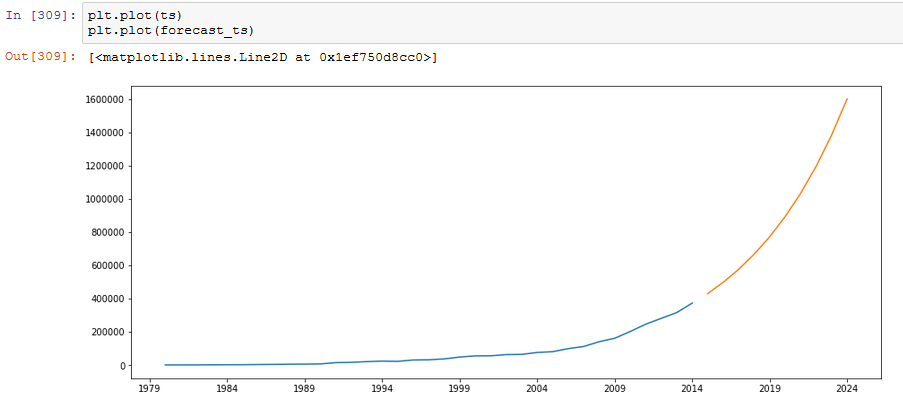 In [309]: plt.plot(ts)
plt.plot(forecast_ts)
Out[309]: [<matplotlib.lines.Line2D at 0x1ef750d8cc0>]
1600000
1400000
1200000
1000000
800000
600000
400000
200000
0
1979 1984 1989 1994 1999 2004 2009 2014 2019 2024